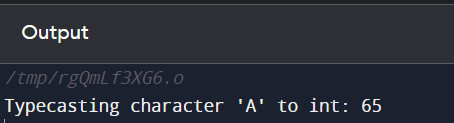 Output
/tmp/rgQmLf3XG6.o
Typecasting character 'A' to int: 65